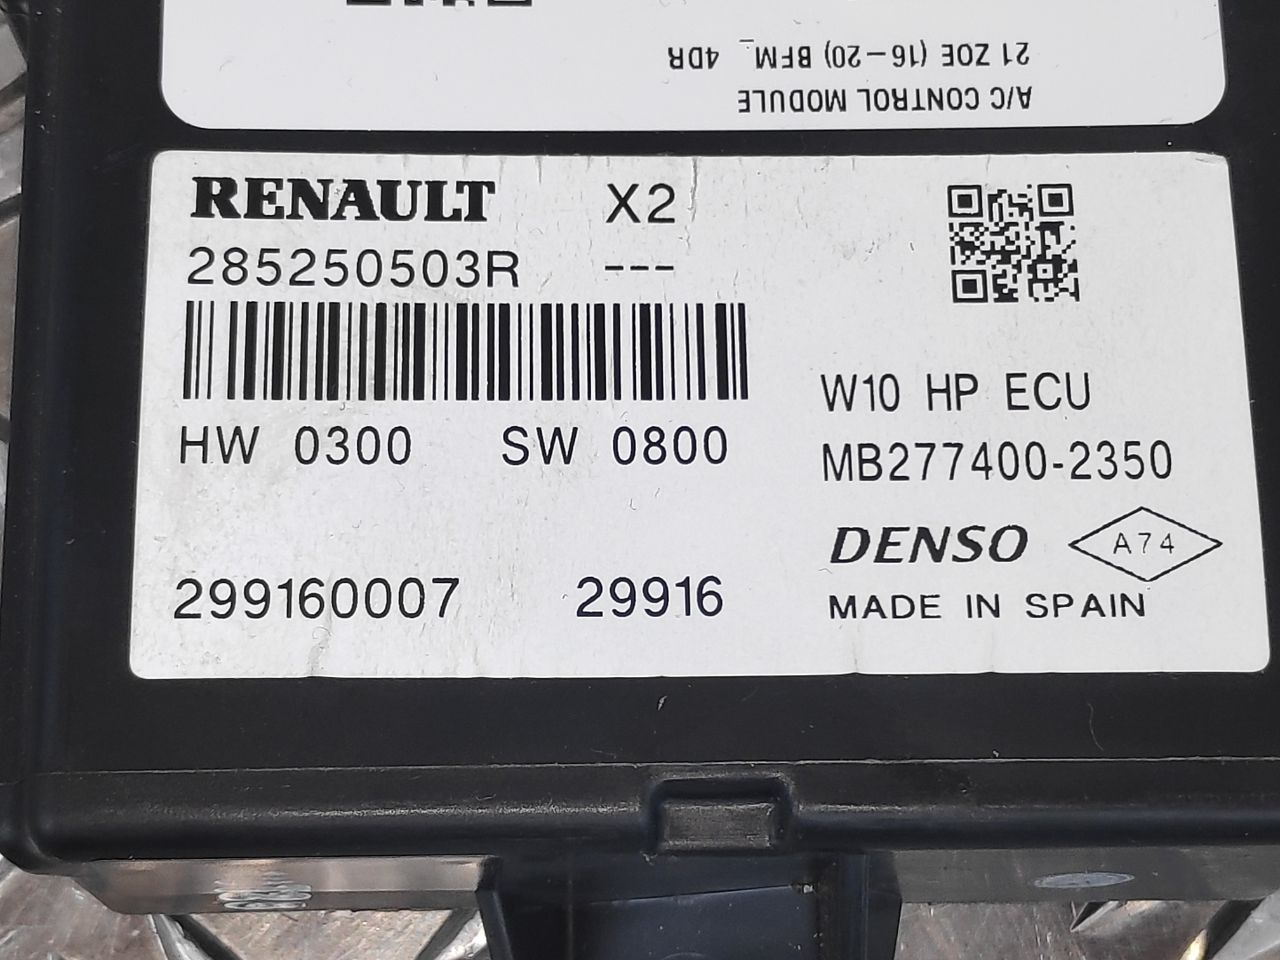 21 ZOE (16-20) BFM_ 4DR
A/C CONTROL MODULE
RENAULT X2
285250503R ---
HW 0300 SW 0800
299160007 29916
W10 HP ECU
MB277400-2350
DENSO A74
MADE IN SPAIN